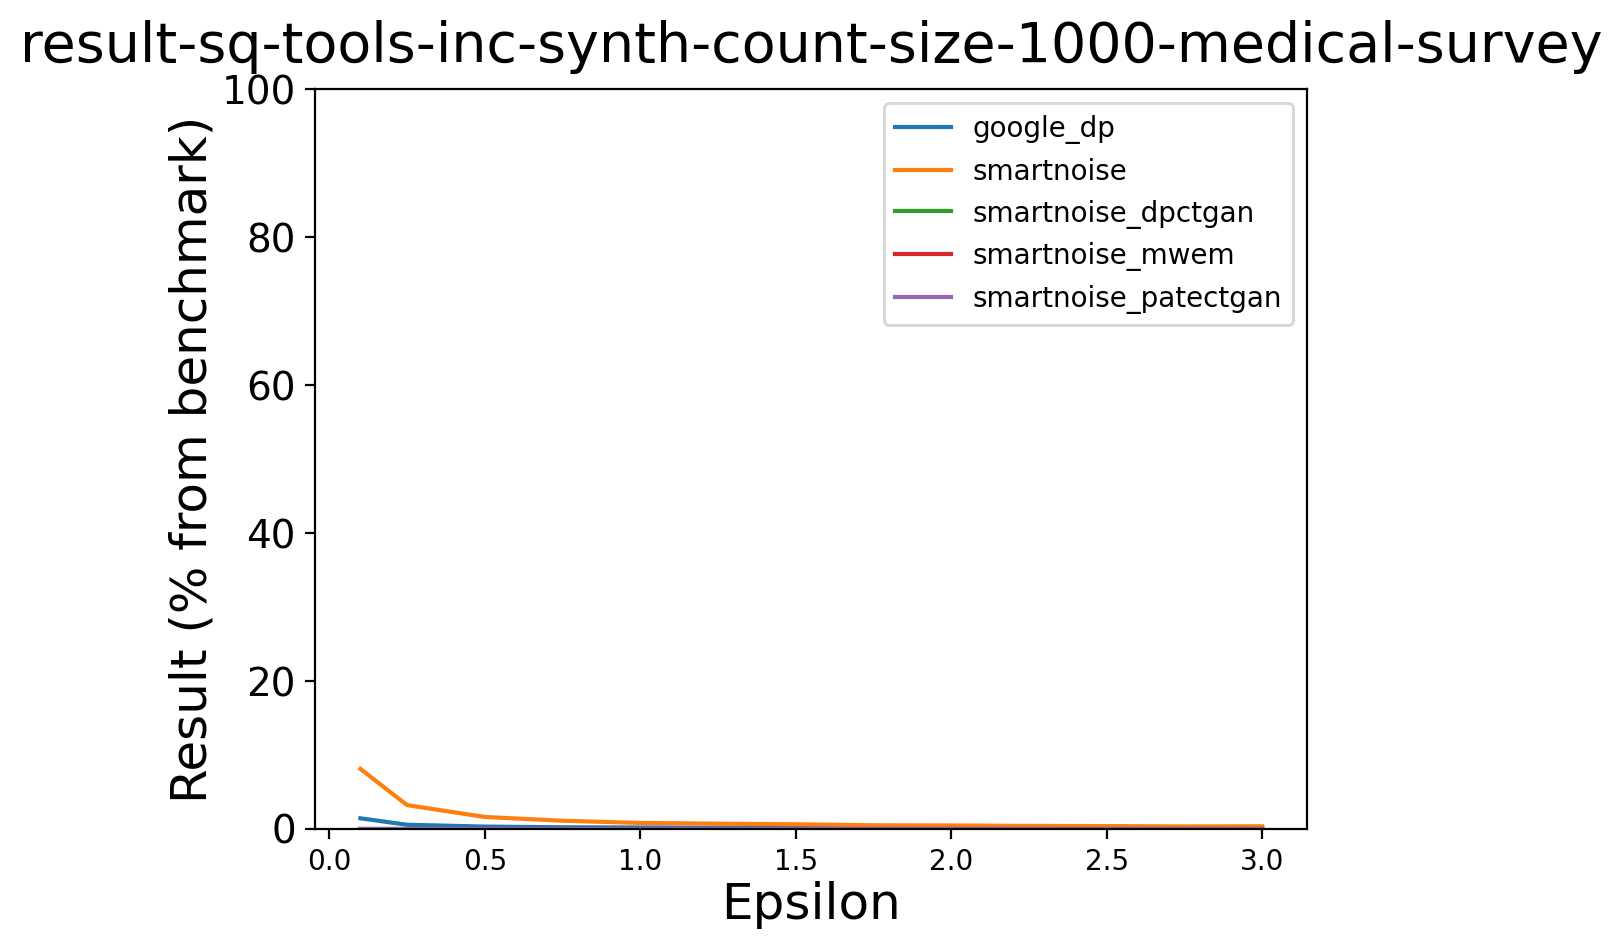 result-sq-tools-inc-synth-count-size-1000-medical-survey
Result (% from benchmark)
100
80
60
40
20
0
google_dp
smartnoise
smartnoise_dpctgan
smartnoise_mwem
smartnoise_patectgan
0.0 0.5 1.0 1.5 2.0 2.5 3.0
Epsilon